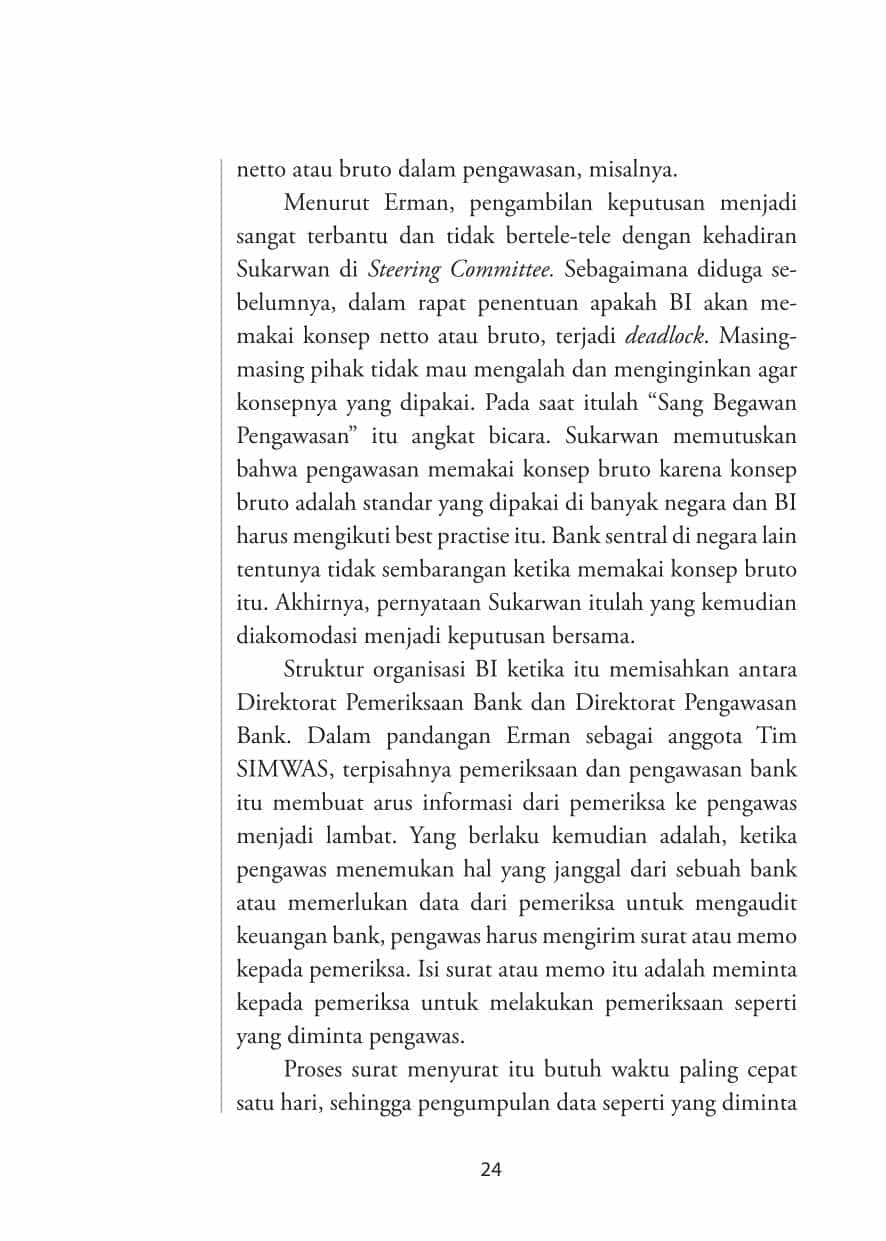 netto atau bruto dalam pengawasan, misalnya.
Menurut Erman, pengambilan keputusan menjadi
sangat terbantu dan tidak bertele-tele dengan kehadiran
Sukarwan di Steering Committee. Sebagaimana diduga se-
belumnya, dalam rapat penentuan apakah BI akan me-
makai konsep netto atau bruto, terjadi deadlock. Masing-
masing pihak tidak mau mengalah dan menginginkan agar
konsepnya yang dipakai. Pada saat itulah “Sang Begawan
Pengawasan” itu angkat bicara. Sukarwan memutuskan
bahwa pengawasan memakai konsep bruto karena konsep
bruto adalah standar yang dipakai di banyak negara dan BI
harus mengikuti best practise itu. Bank sentral di negara lain
tentunya tidak sembarangan ketika memakai konsep bruto
itu. Akhirnya, pernyataan Sukarwan itulah yang kemudian
diakomodasi menjadi keputusan bersama.
Struktur organisasi BI ketika itu memisahkan antara
Direktorat Pemeriksaan Bank dan Direktorat Pengawasan
Bank. Dalam pandangan Erman sebagai anggota Tim
SIMWAS, terpisahnya pemeriksaan dan pengawasan bank
itu membuat arus informasi dari pemeriksa ke pengawas
menjadi lambat. Yang berlaku kemudian adalah, ketika
pengawas menemukan hal yang janggal dari sebuah bank
atau memerlukan data dari pemeriksa untuk mengaudit
keuangan bank, pengawas harus mengirim surat atau memo
kepada pemeriksa. Isi surat atau memo itu adalah meminta
kepada pemeriksa untuk melakukan pemeriksaan seperti
yang diminta pengawas.
Proses surat menyurat itu butuh waktu paling cepat
satu hari, sehingga pengumpulan data seperti yang diminta
24